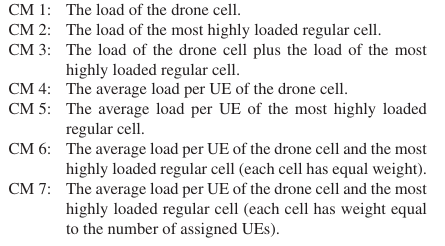 CM 1: The load of the drone cell.
CM 2: The load of the most highly loaded regular cell.
CM 3: The load of the drone cell plus the load of the most
highly loaded regular cell.
CM 4: The average load per UE of the drone cell.
CM 5: The average load per UE of the most highly loaded
regular cell.
CM 6: The average load per UE of the drone cell and the most
highly loaded regular cell (each cell has equal weight).
CM 7: The average load per UE of the drone cell and the most
highly loaded regular cell (each cell has weight equal
to the number of assigned UEs).